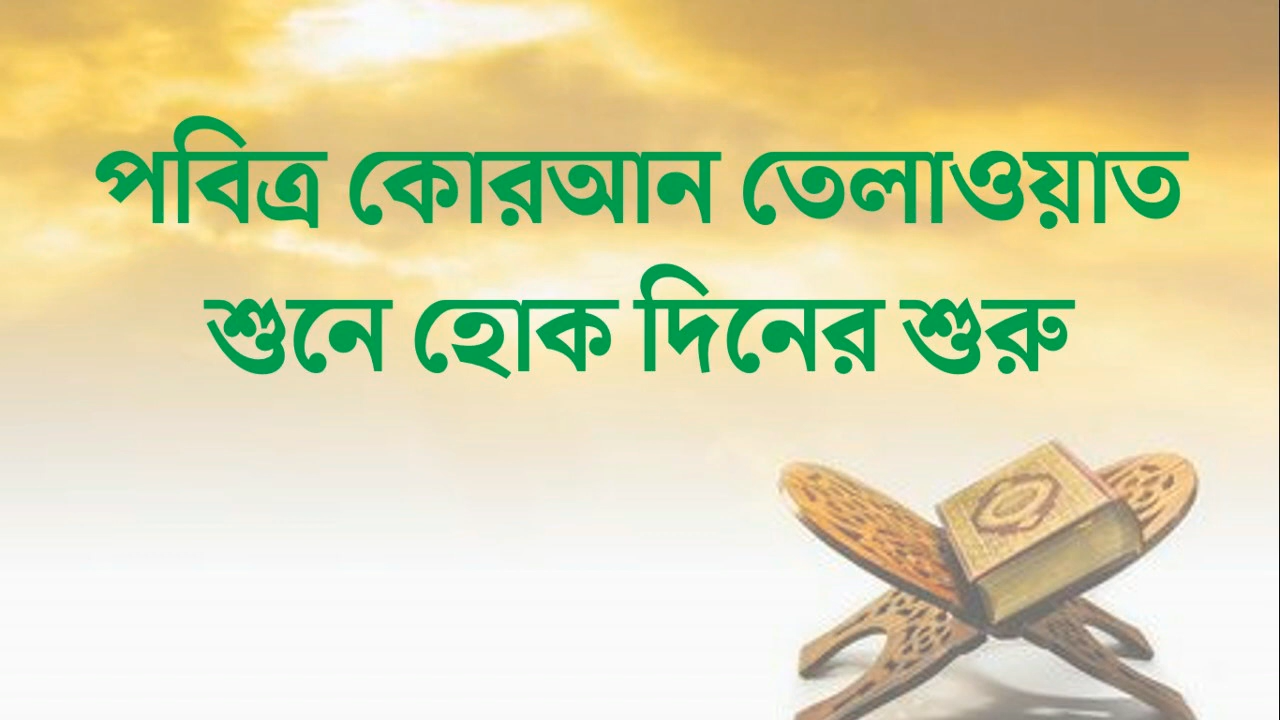 পবিত্র কোরআন তেলাওয়াত
শুনে হোক দিনের শুরু